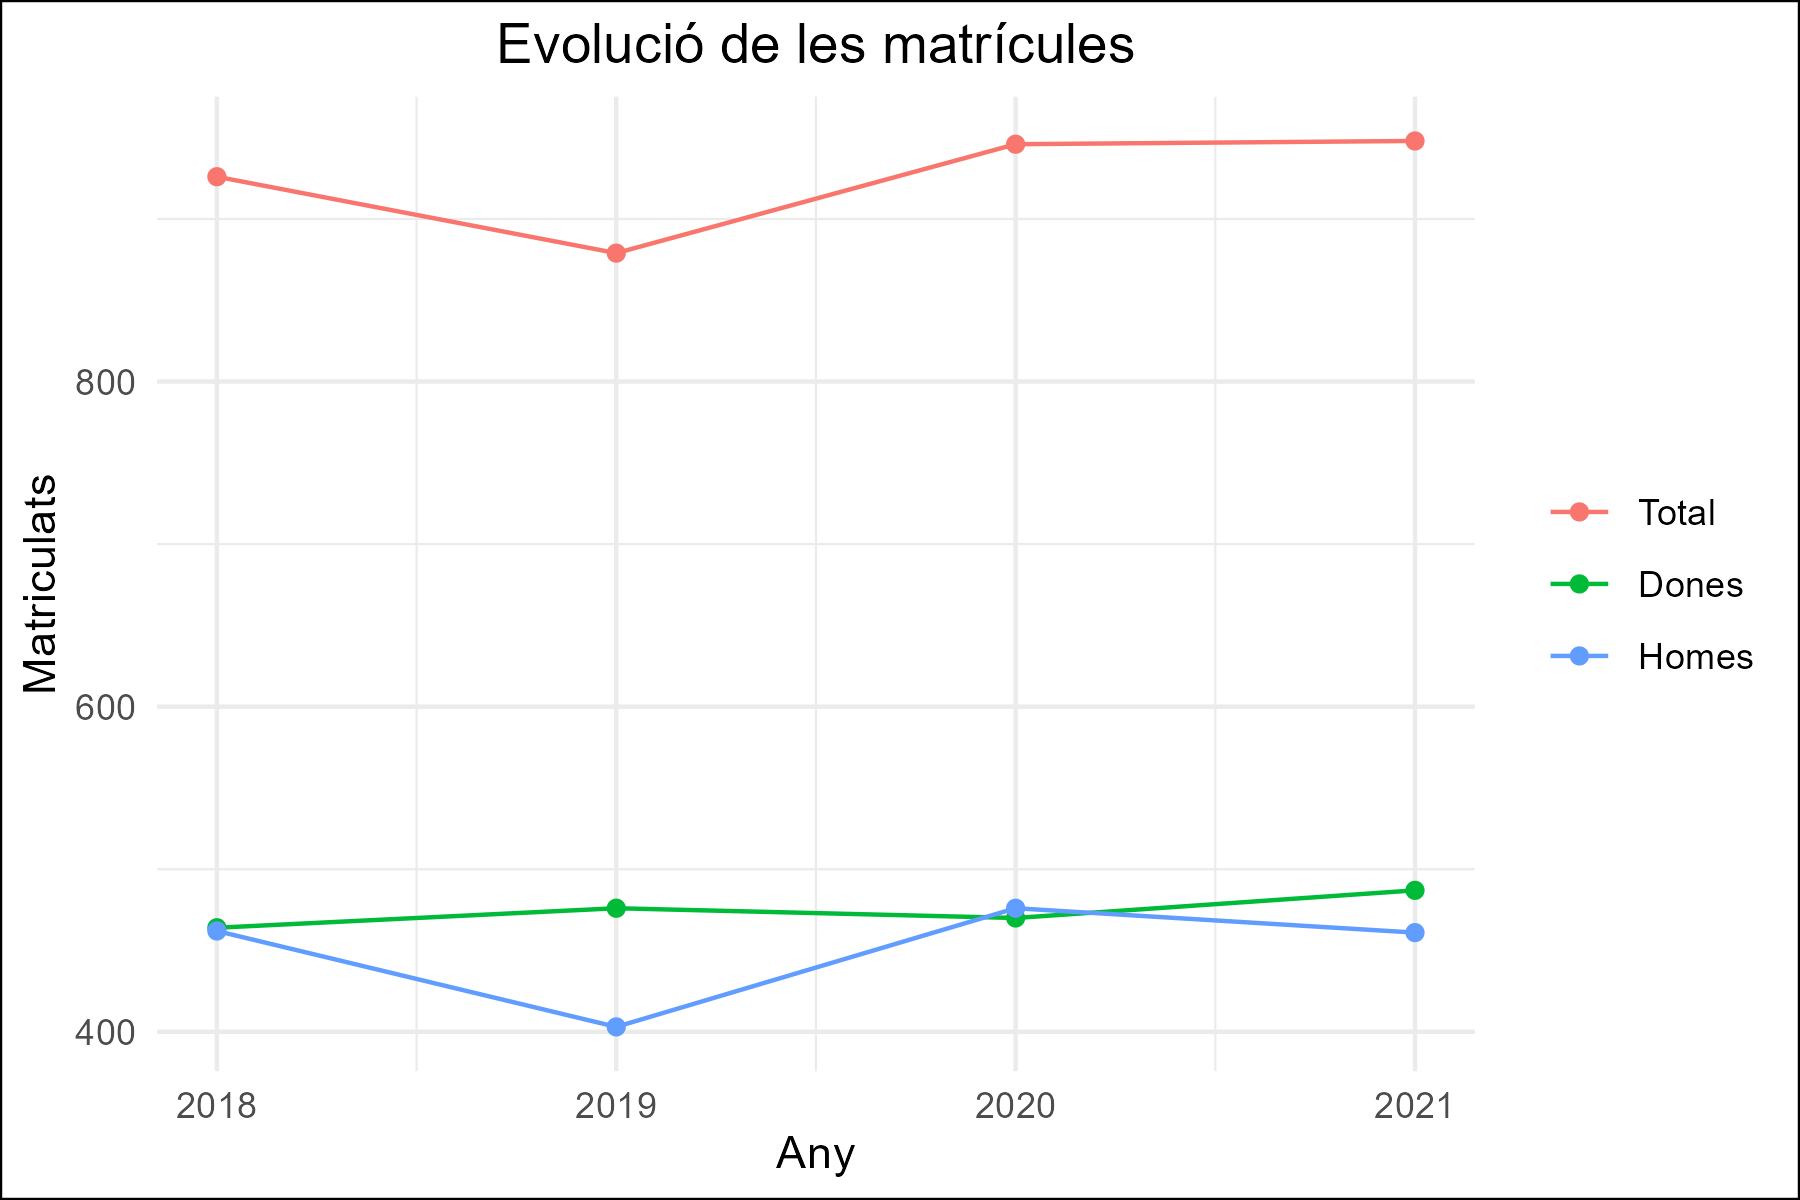 Evolució de les matrícules
Matriculats
800
600
400
2018 2019 2020 2021
Any
Total
Dones
Homes